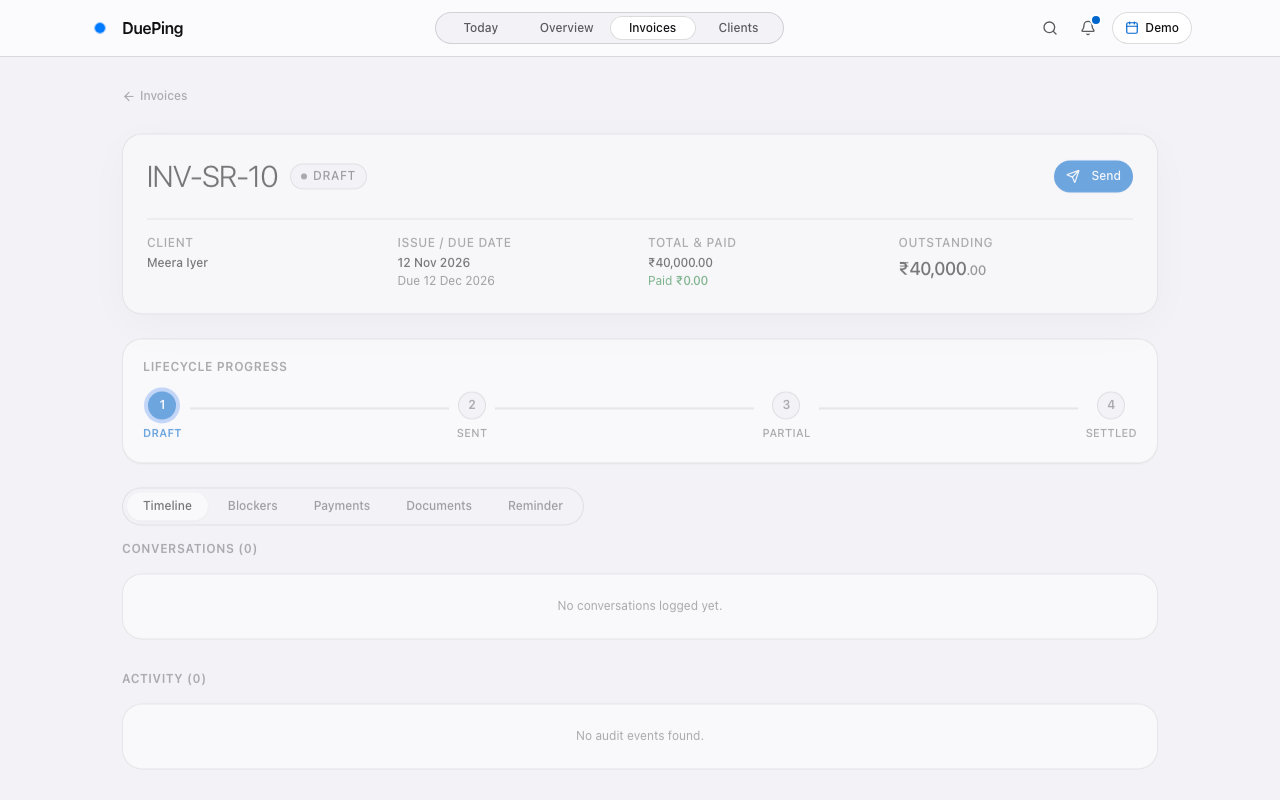 DuePing
Today Overview Invoices Clients
Demo
Invoices
INV-SR-10 DRAFT
Send
CLIENT ISSUE / DUE DATE TOTAL & PAID OUTSTANDING
Meera Iyer 12 Nov 2026 ₹40,000.00 ₹40,000.00
Due 12 Dec 2026 Paid ₹0.00
LIFECYCLE PROGRESS
1 2 3 4
DRAFT SENT PARTIAL SETTLED
Timeline Blockers Payments Documents Reminder
CONVERSATIONS (0)
No conversations logged yet.
ACTIVITY (0)
No audit events found.